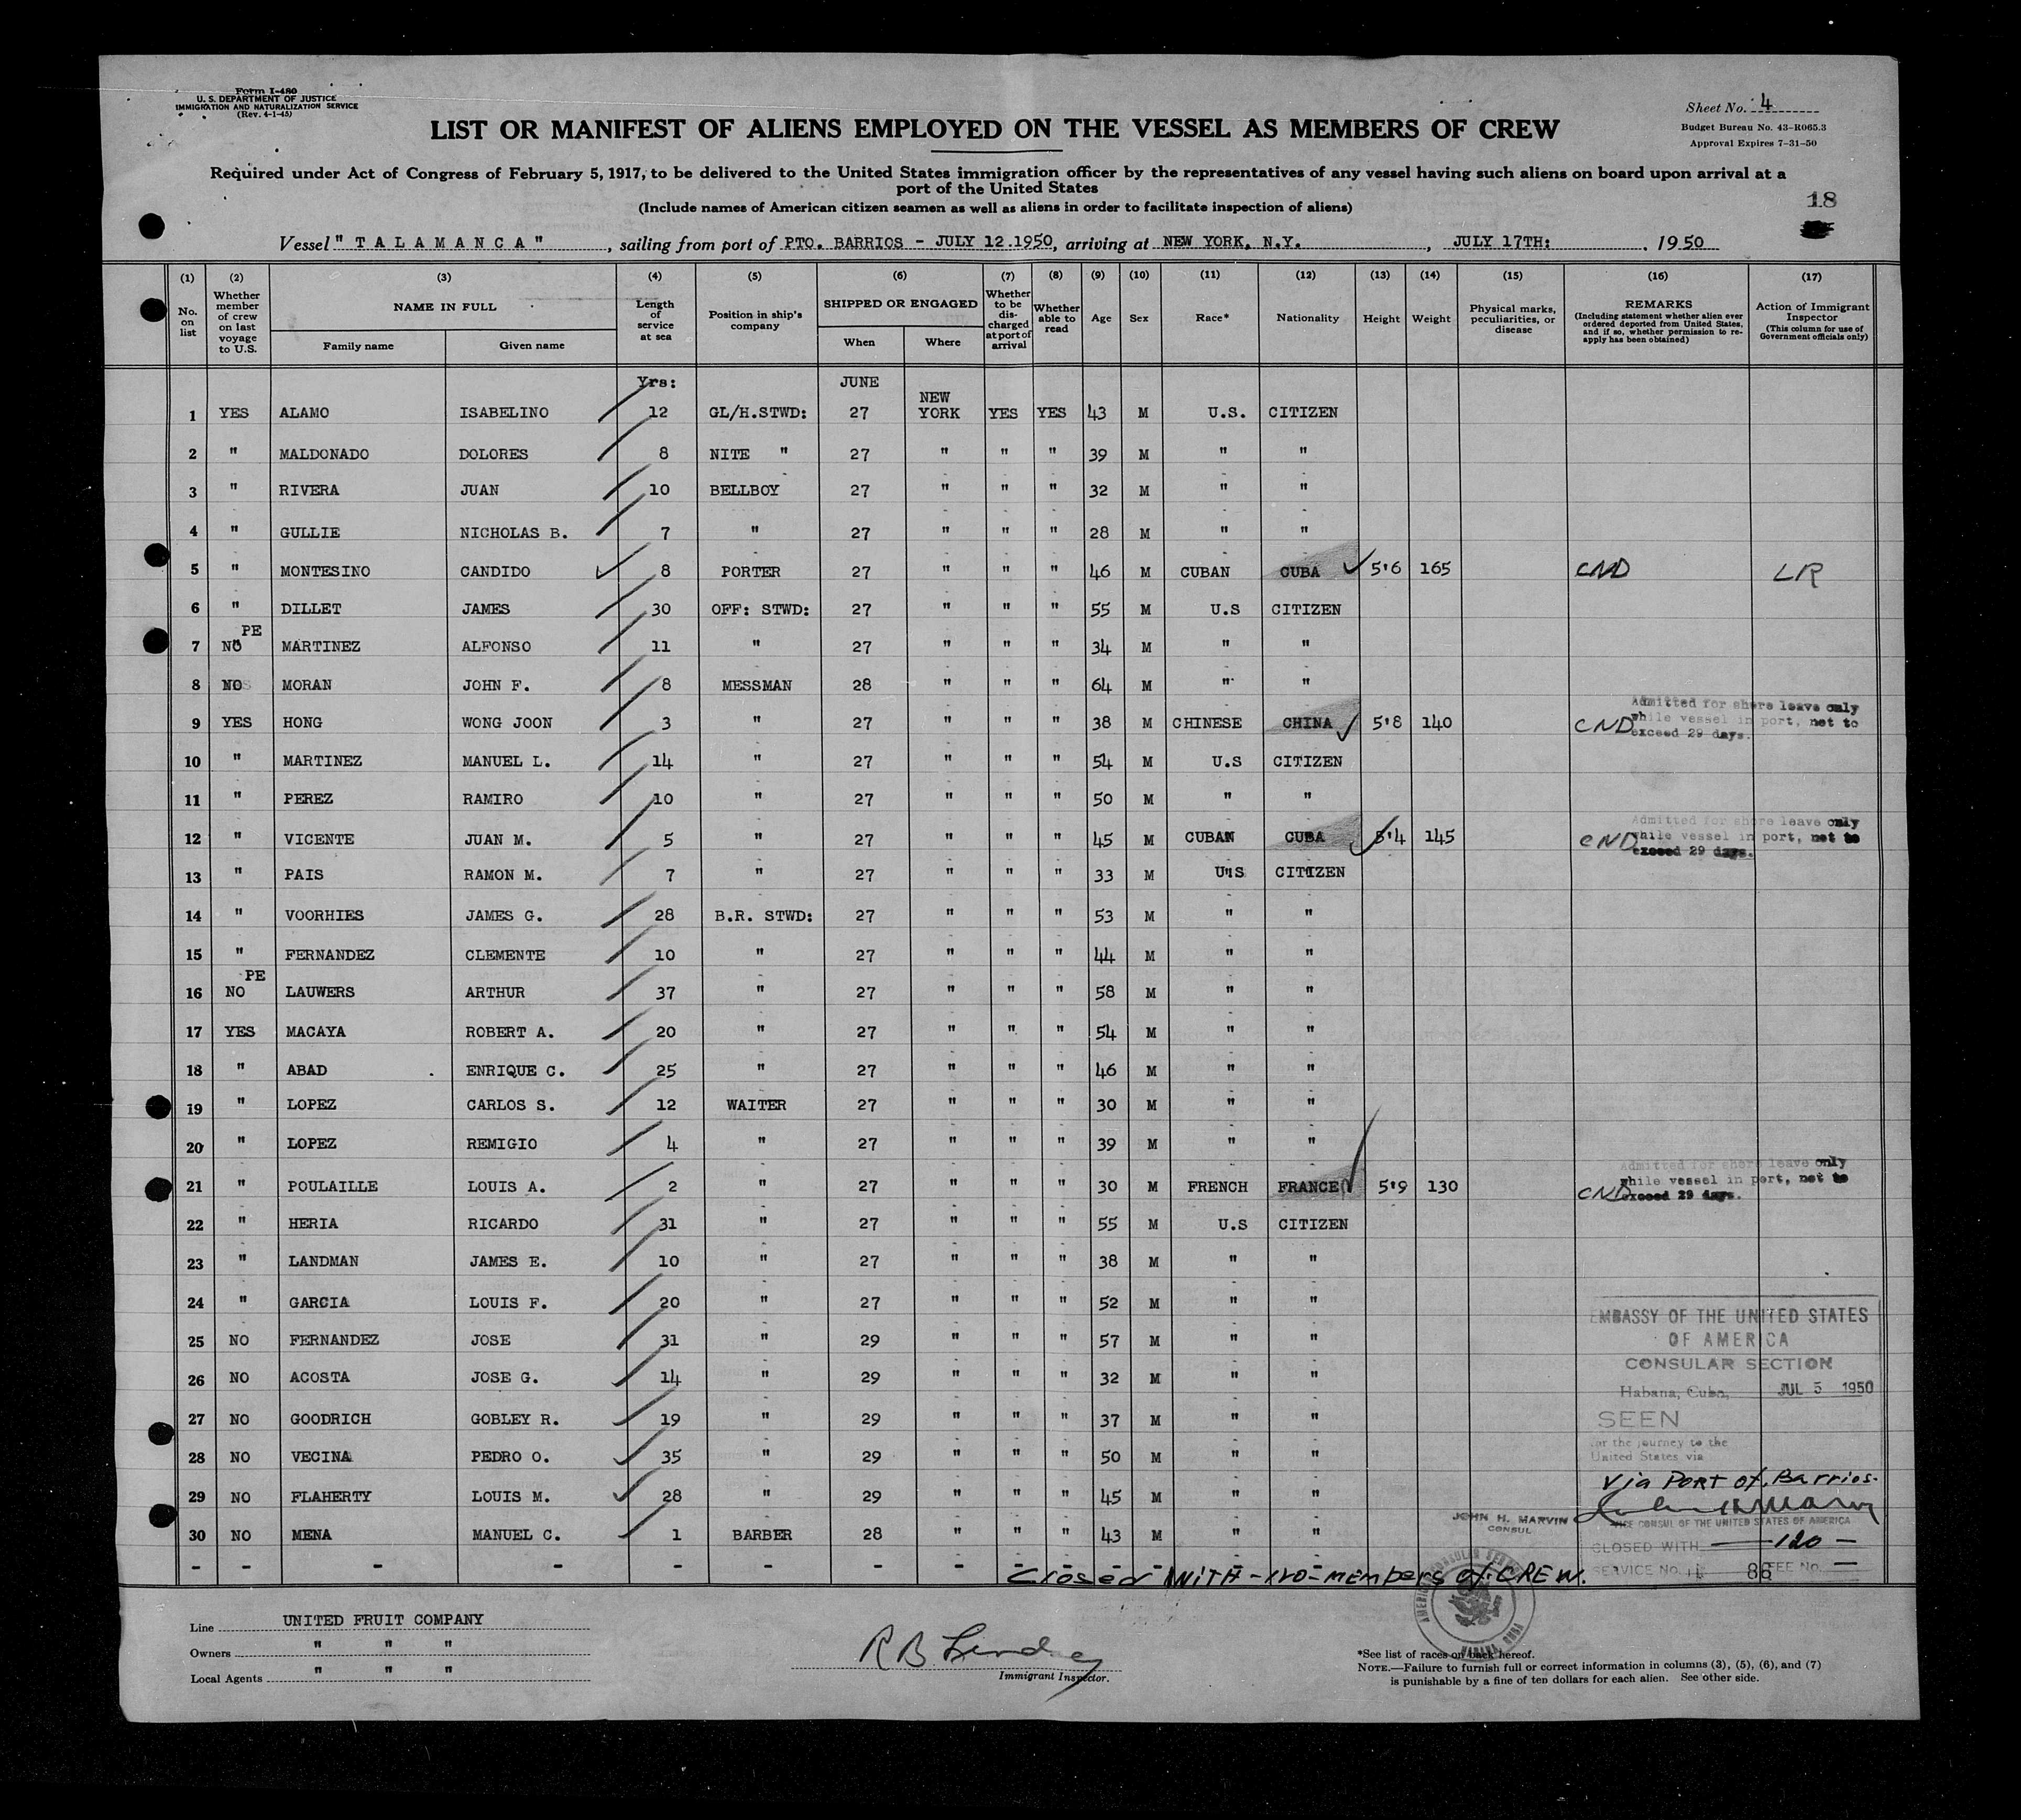 Form I-480
U. S. DEPARTMENT OF JUSTICE
IMMIGRATION AND NATURALIZATION SERVICE
(Rev. 4-1-45)
Sheet No. 4
Budget Bureau No. 43-R065.3
Approval Expires 7-31-50
LIST OR MANIFEST OF ALIENS EMPLOYED ON THE VESSEL AS MEMBERS OF CREW
Required under Act of Congress of February 5, 1917, to be delivered to the United States immigration officer by the representatives of any vessel having such aliens on board upon arrival at a
port of the United States
(Include names of American citizen seamen as well as aliens in order to facilitate inspection of aliens)
18
Vessel " T A L A M A N C A " , sailing from port of PTO. BARRIOS - JULY 12.1950, arriving at NEW YORK, N.Y. , JULY 17TH: , 1950
(1) (2) (3) (4) (5) (6) (7) (8) (9) (10) (11) (12) (13) (14) (15) (16) (17)
No. on list Whether member of crew on last voyage to U.S. NAME IN FULL Family name Given name Length of service at sea Position in ship's company SHIPPED OR ENGAGED When Where Whether to be discharged at port of arrival Whether able to read Age Sex Race* Nationality Height Weight Physical marks, peculiarities, or disease REMARKS (Including statement whether alien ever ordered deported from United States, and if so, whether permission to reapply has been obtained) Action of Immigrant Inspector (This column for use of Government officials only)
Yrs: JUNE
1 YES ALAMO ISABELINO 12 GL/H.STWD: 27 NEW YORK YES YES 43 M U.S. CITIZEN
2 " MALDONADO DOLORES 8 NITE " 27 " " " 39 M " "
3 " RIVERA JUAN 10 BELLBOY 27 " " " 32 M " "
4 " GULLIE NICHOLAS B. 7 " 27 " " " 28 M " "
5 " MONTESINO CANDIDO 8 PORTER 27 " " " 46 M CUBAN CUBA 5'6 165 CND LR
6 " DILLET JAMES 30 OFF: STWD: 27 " " " 55 M U.S CITIZEN
7 NO PE MARTINEZ ALFONSO 11 " 27 " " " 34 M " "
8 NO MORAN JOHN F. 8 MESSMAN 28 " " " 64 M " "
9 YES HONG WONG JOON 3 " 27 " " " 38 M CHINESE CHINA 5'8 140 CND Admitted for shore leave only while vessel in port, not to exceed 29 days.
10 " MARTINEZ MANUEL L. 14 " 27 " " " 54 M U.S CITIZEN
11 " PEREZ RAMIRO 10 " 27 " " " 50 M " "
12 " VICENTE JUAN M. 5 " 27 " " " 45 M CUBAN CUBA 5'4 145 CND Admitted for shore leave only while vessel in port, not to exceed 29 days.
13 " PAIS RAMON M. 7 " 27 " " " 33 M U.S CITIZEN
14 " VOORHIES JAMES G. 28 B.R. STWD: 27 " " " 53 M " "
15 " FERNANDEZ CLEMENTE 10 " 27 " " " 44 M " "
16 NO PE LAUWERS ARTHUR 37 " 27 " " " 58 M " "
17 YES MACAYA ROBERT A. 20 " 27 " " " 54 M " "
18 " ABAD ENRIQUE C. 25 " 27 " " " 46 M " "
19 " LOPEZ CARLOS S. 12 WAITER 27 " " " 30 M " "
20 " LOPEZ REMIGIO 4 " 27 " " " 39 M " "
21 " POULAILLE LOUIS A. 2 " 27 " " " 30 M FRENCH FRANCE 5'9 130 CND Admitted for shore leave only while vessel in port, not to exceed 29 days.
22 " HERIA RICARDO 31 " 27 " " " 55 M U.S CITIZEN
23 " LANDMAN JAMES E. 10 " 27 " " " 38 M " "
24 " GARCIA LOUIS F. 20 " 27 " " " 52 M " "
25 NO FERNANDEZ JOSE 31 " 29 " " " 57 M " "
26 NO ACOSTA JOSE G. 14 " 29 " " " 32 M " "
27 NO GOODRICH GOBLEY R. 19 " 29 " " " 37 M " "
28 NO VECINA PEDRO O. 35 " 29 " " " 50 M " "
29 NO FLAHERTY LOUIS M. 28 " 29 " " " 45 M " "
30 NO MENA MANUEL C. 1 BARBER 28 " " " 43 M " "
EMBASSY OF THE UNITED STATES
OF AMERICA
CONSULAR SECTION
Habana, Cuba, JUL 5 1950
SEEN
for the journey to the
United States via
Via PORT of Barrios.
JOHN H. MARVIN
CONSUL
VICE CONSUL OF THE UNITED STATES OF AMERICA
CLOSED WITH 120
SERVICE No. 86 FEE No.
Closed WITH - 120 - members of CREW.
AMERICAN CONSULAR SERVICE
HABANA, CUBA
Line UNITED FRUIT COMPANY
Owners " " "
Local Agents " " "
Immigrant Inspector.
*See list of races on back hereof.
NOTE.—Failure to furnish full or correct information in columns (3), (5), (6), and (7)
is punishable by a fine of ten dollars for each alien. See other side.